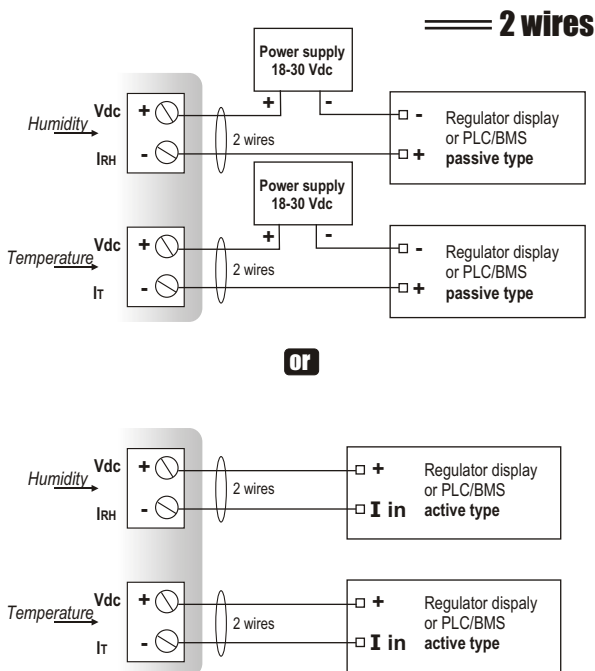 2 wires
Power supply
18-30 Vdc
Humidity
Vdc
+
+
-
-
Regulator display
or PLC/BMS
passive type
2 wires
IRH
-
+
Power supply
18-30 Vdc
Temperature
Vdc
+
+
-
-
Regulator display
or PLC/BMS
passive type
2 wires
IT
-
+
or
Humidity
Vdc
+
+
Regulator display
or PLC/BMS
active type
2 wires
IRH
-
I in
Temperature
Vdc
+
+
Regulator dispaly
or PLC/BMS
active type
2 wires
IT
-
I in